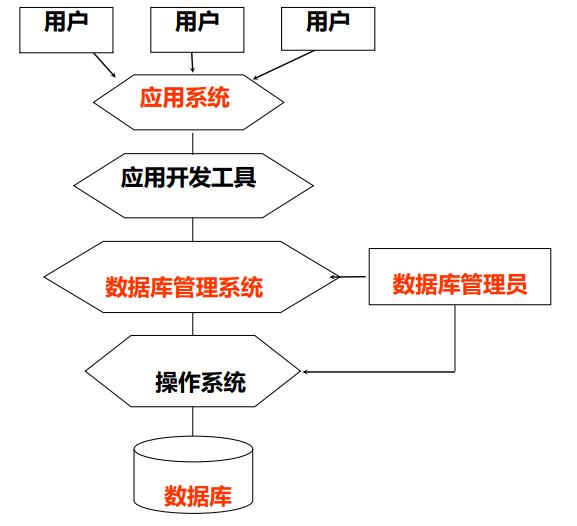 用户
用户
用户
应用系统
应用开发工具
数据库管理系统
数据库管理员
操作系统
数据库